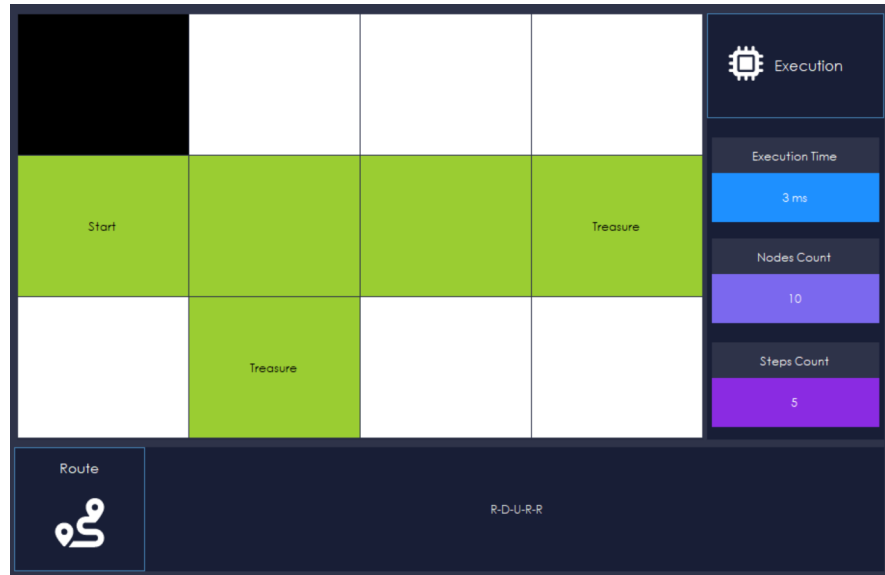 Execution
Execution Time
3 ms
Start
Treasure
Nodes Count
10
Treasure
Steps Count
5
Route
R-D-U-R-R